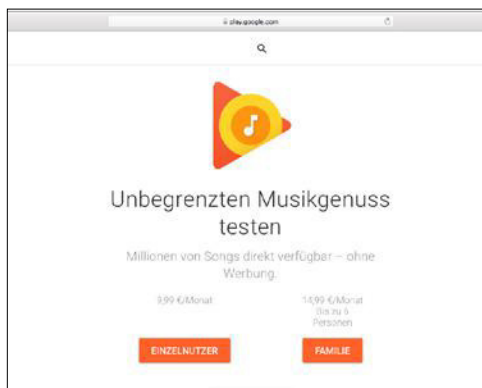 play.google.com
Unbegrenzten Musikgenuss
testen
Millionen von Songs direkt verfügbar – ohne
Werbung.
9,99 €/Monat
14,99 €/Monat
Bis zu 6
Personen
EINZELNUTZER
FAMILIE